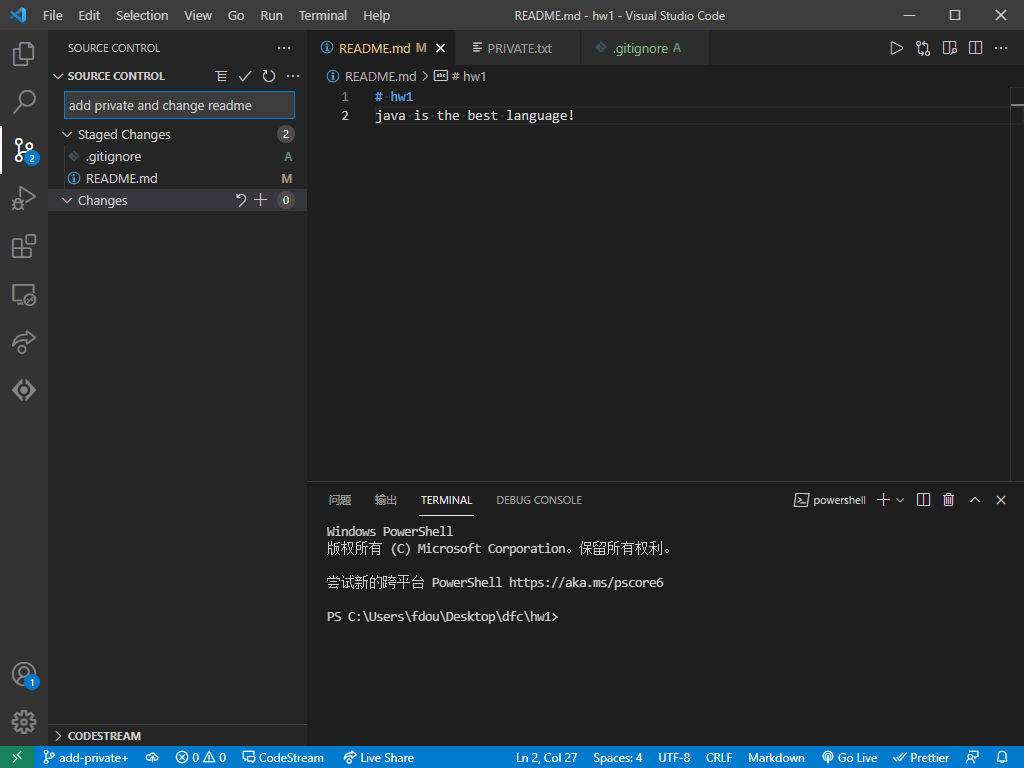 File Edit Selection View Go Run Terminal Help README.md - hw1 - Visual Studio Code
SOURCE CONTROL
SOURCE CONTROL
add private and change readme
Staged Changes 2
.gitignore A
README.md M
Changes 0
2
1
CODESTREAM
README.md M PRIVATE.txt .gitignore A
README.md > # hw1
1 # hw1
2 java is the best language!
问题 输出 TERMINAL DEBUG CONSOLE powershell
Windows PowerShell
版权所有 (C) Microsoft Corporation。保留所有权利。
尝试新的跨平台 PowerShell https://aka.ms/pscore6
PS C:\Users\fdou\Desktop\dfc\hw1>
add-private+ 0 0 CodeStream Live Share Ln 2, Col 27 Spaces: 4 UTF-8 CRLF Markdown Go Live Prettier